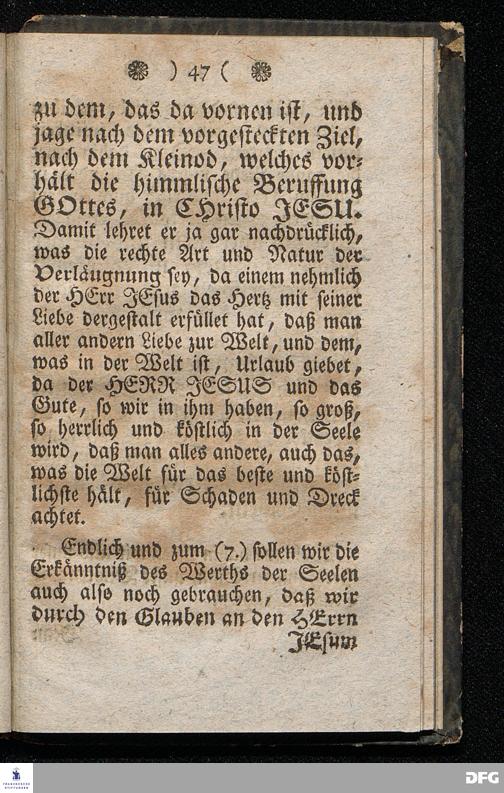 ) 47 (
zu dem, das da vornen ist, und
jage nach dem vorgesteckten Ziel,
nach dem Kleinod, welches vor-
hält die himmlische Beruffung
GOttes, in CHristo JESU.
Damit lehret er ja gar nachdrücklich,
was die rechte Art und Natur der
Verläugnung sey, da einem nehmlich
der HErr JEsus das Hertz mit seiner
Liebe dergestalt erfüllet hat, daß man
aller andern Liebe zur Welt, und dem,
was in der Welt ist, Urlaub giebet,
da der HERR JESUS und das
Gute, so wir in ihm haben, so groß,
so herrlich und köstlich in der Seele
wird, daß man alles andere, auch das,
was die Welt für das beste und köst-
lichste hält, für Schaden und Dreck
achtet.
Endlich und zum (7.) sollen wir die
Erkänntniß des Werths der Seelen
auch also noch gebrauchen, daß wir
durch den Glauben an den HErrn
JEsum
FRANCKESCHE
STIFTUNGEN
DFG